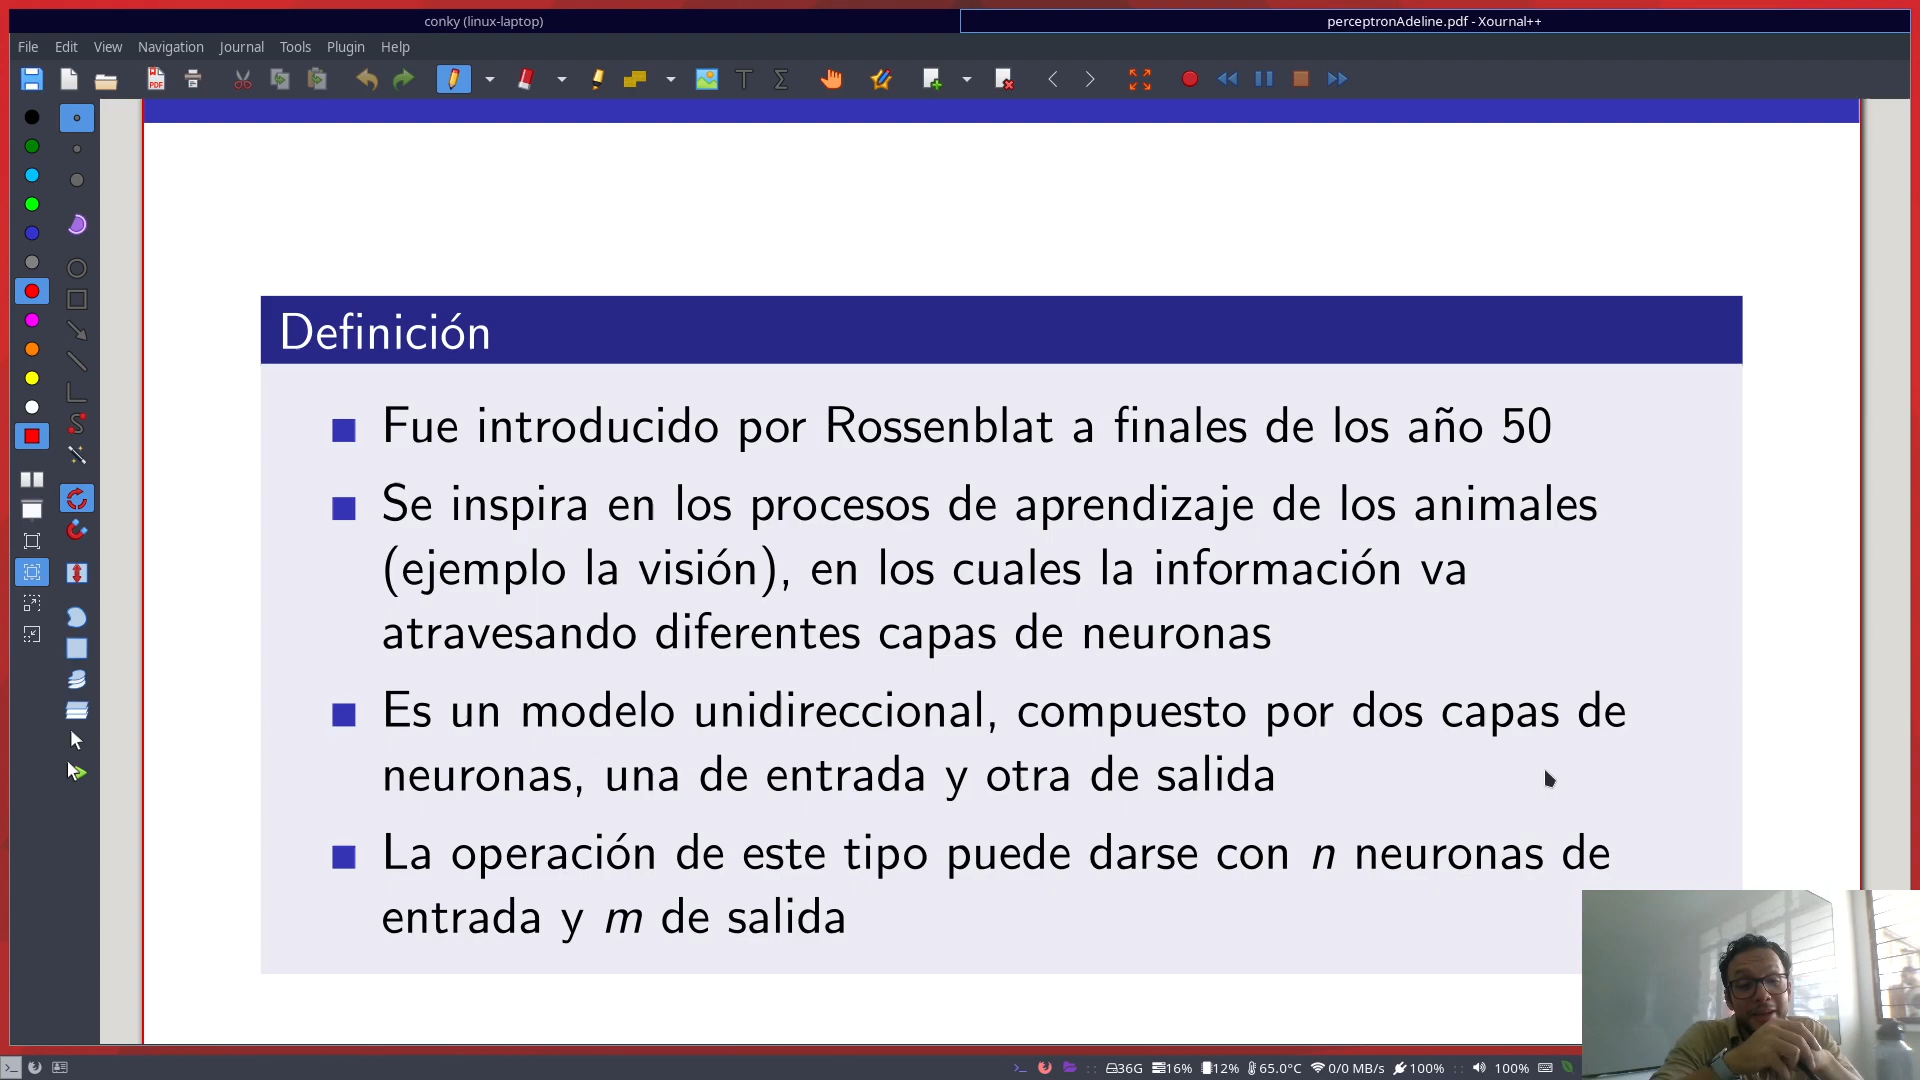 conky (linux-laptop)
perceptronAdeline.pdf - Xournal++
File Edit View Navigation Journal Tools Plugin Help
Definición
Fue introducido por Rossenblat a finales de los año 50
Se inspira en los procesos de aprendizaje de los animales
(ejemplo la visión), en los cuales la información va
atravesando diferentes capas de neuronas
Es un modelo unidireccional, compuesto por dos capas de
neuronas, una de entrada y otra de salida
La operación de este tipo puede darse con n neuronas de
entrada y m de salida
36G 16% 12% 65.0°C 0/0 MB/s 100% :: 100%